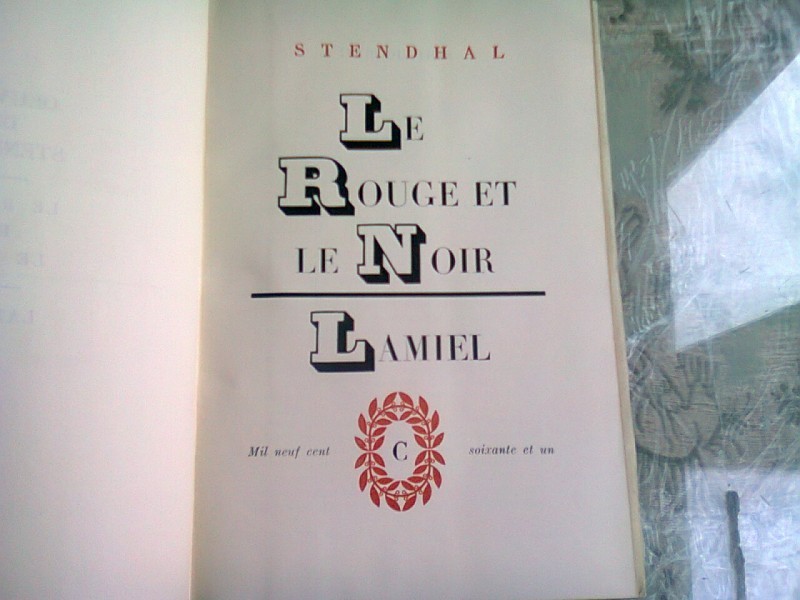 STENDHAL
LE
ROUGE ET
LE NOIR
LAMIEL
Mil neuf cent C soixante et un